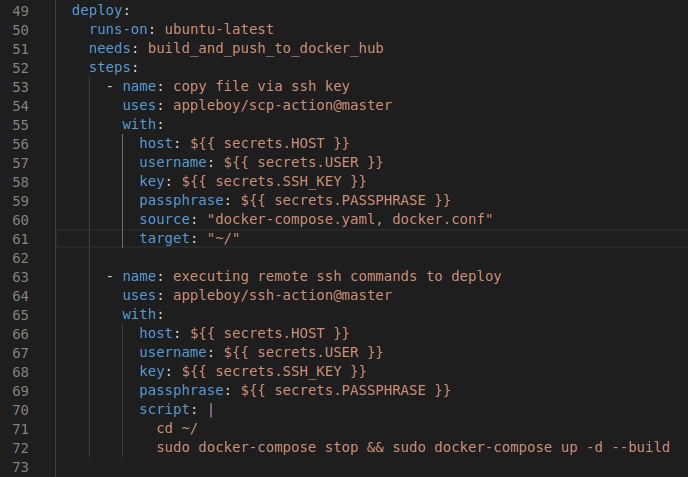 49 deploy:
50 runs-on: ubuntu-latest
51 needs: build_and_push_to_docker_hub
52 steps:
53 - name: copy file via ssh key
54 uses: appleboy/scp-action@master
55 with:
56 host: ${{ secrets.HOST }}
57 username: ${{ secrets.USER }}
58 key: ${{ secrets.SSH_KEY }}
59 passphrase: ${{ secrets.PASSPHRASE }}
60 source: "docker-compose.yaml, docker.conf"
61 target: "~/"
62
63 - name: executing remote ssh commands to deploy
64 uses: appleboy/ssh-action@master
65 with:
66 host: ${{ secrets.HOST }}
67 username: ${{ secrets.USER }}
68 key: ${{ secrets.SSH_KEY }}
69 passphrase: ${{ secrets.PASSPHRASE }}
70 script: |
71 cd ~/
72 sudo docker-compose stop && sudo docker-compose up -d --build
73